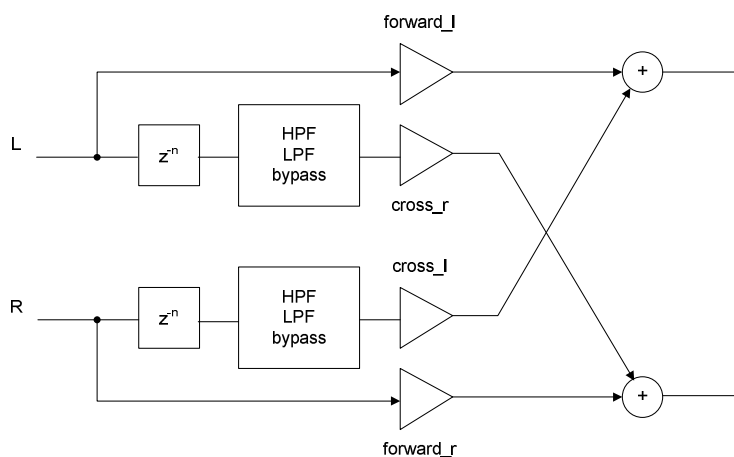 forward_l
+
L
z-n
HPF
LPF
bypass
cross_r
cross_l
R
z-n
HPF
LPF
bypass
+
forward_r